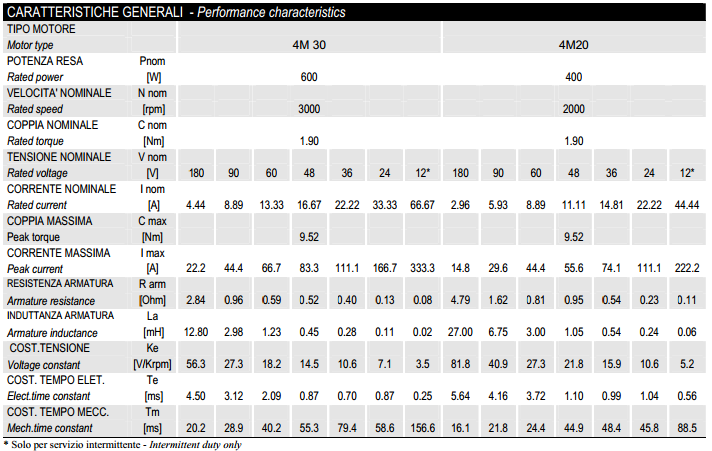 CARATTERISTICHE GENERALI - Performance characteristics
TIPO MOTORE
Motor type 4M 30 4M20
POTENZA RESA Pnom
Rated power [W] 600 400
VELOCITA' NOMINALE N nom
Rated speed [rpm] 3000 2000
COPPIA NOMINALE C nom
Rated torque [Nm] 1.90 1.90
TENSIONE NOMINALE V nom
Rated voltage [V] 180 90 60 48 36 24 12* 180 90 60 48 36 24 12*
CORRENTE NOMINALE I nom
Rated current [A] 4.44 8.89 13.33 16.67 22.22 33.33 66.67 2.96 5.93 8.89 11.11 14.81 22.22 44.44
COPPIA MASSIMA C max
Peak torque [Nm] 9.52 9.52
CORRENTE MASSIMA I max
Peak current [A] 22.2 44.4 66.7 83.3 111.1 166.7 333.3 14.8 29.6 44.4 55.6 74.1 111.1 222.2
RESISTENZA ARMATURA R arm
Armature resistance [Ohm] 2.84 0.96 0.59 0.52 0.40 0.13 0.08 4.79 1.62 0.81 0.95 0.54 0.23 0.11
INDUTTANZA ARMATURA La
Armature inductance [mH] 12.80 2.98 1.23 0.45 0.28 0.11 0.02 27.00 6.75 3.00 1.05 0.54 0.24 0.06
COST.TENSIONE Ke
Voltage constant [V/Krpm] 56.3 27.3 18.2 14.5 10.6 7.1 3.5 81.8 40.9 27.3 21.8 15.9 10.6 5.2
COST. TEMPO ELET. Te
Elect.time constant [ms] 4.50 3.12 2.09 0.87 0.70 0.87 0.25 5.64 4.16 3.72 1.10 0.99 1.04 0.56
COST. TEMPO MECC. Tm
Mech.time constant [ms] 20.2 28.9 40.2 55.3 79.4 58.6 156.6 16.1 21.8 24.4 44.9 48.4 45.8 88.5
* Solo per servizio intermittente - Intermittent duty only